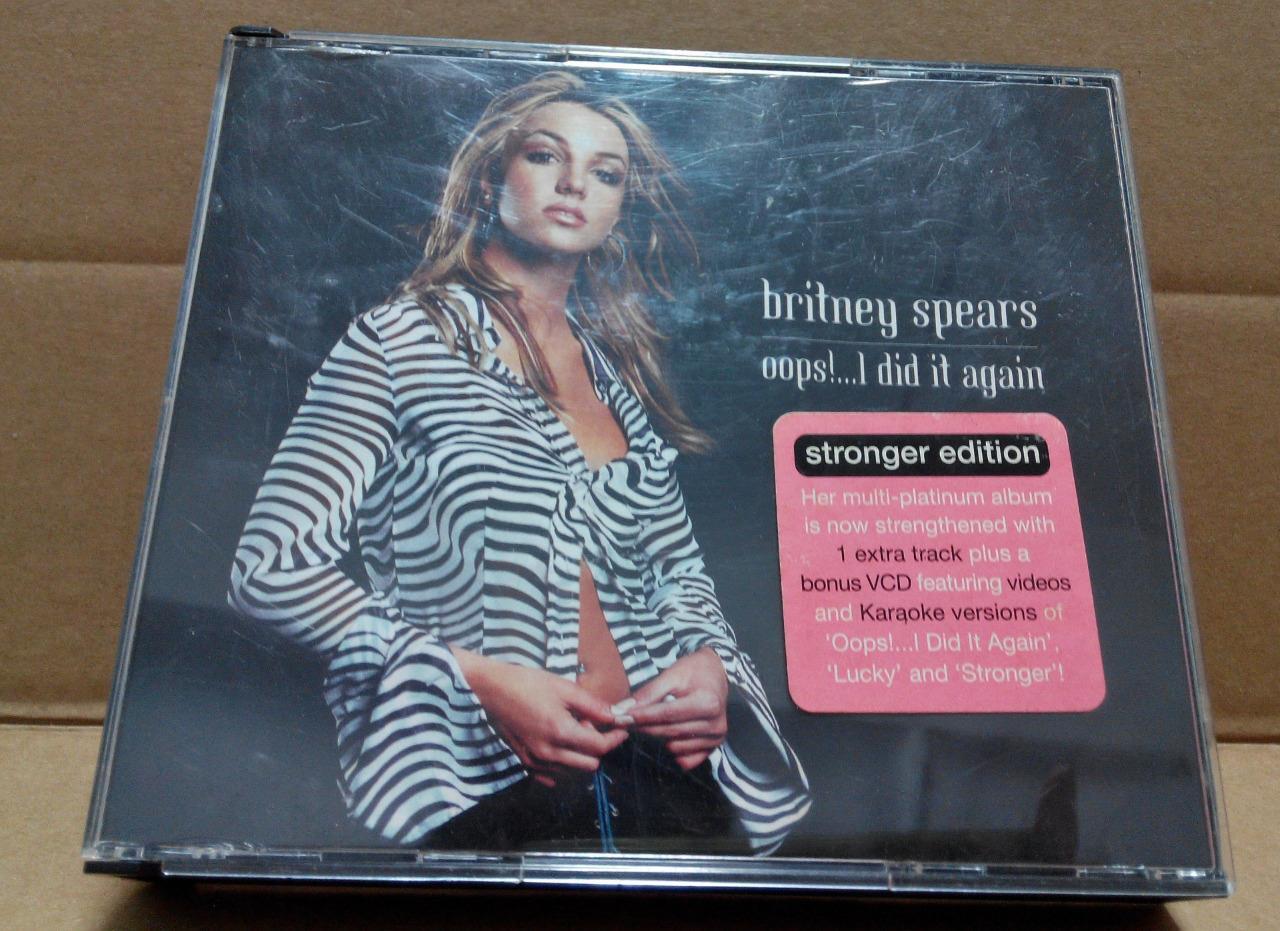 britney spears
oops!...I did it again
stronger edition
Her multi-platinum album
is now strengthened with
1 extra track plus a
bonus VCD featuring videos
and Karaoke versions of
‘Oops!...I Did It Again’,
‘Lucky’ and ‘Stronger’!